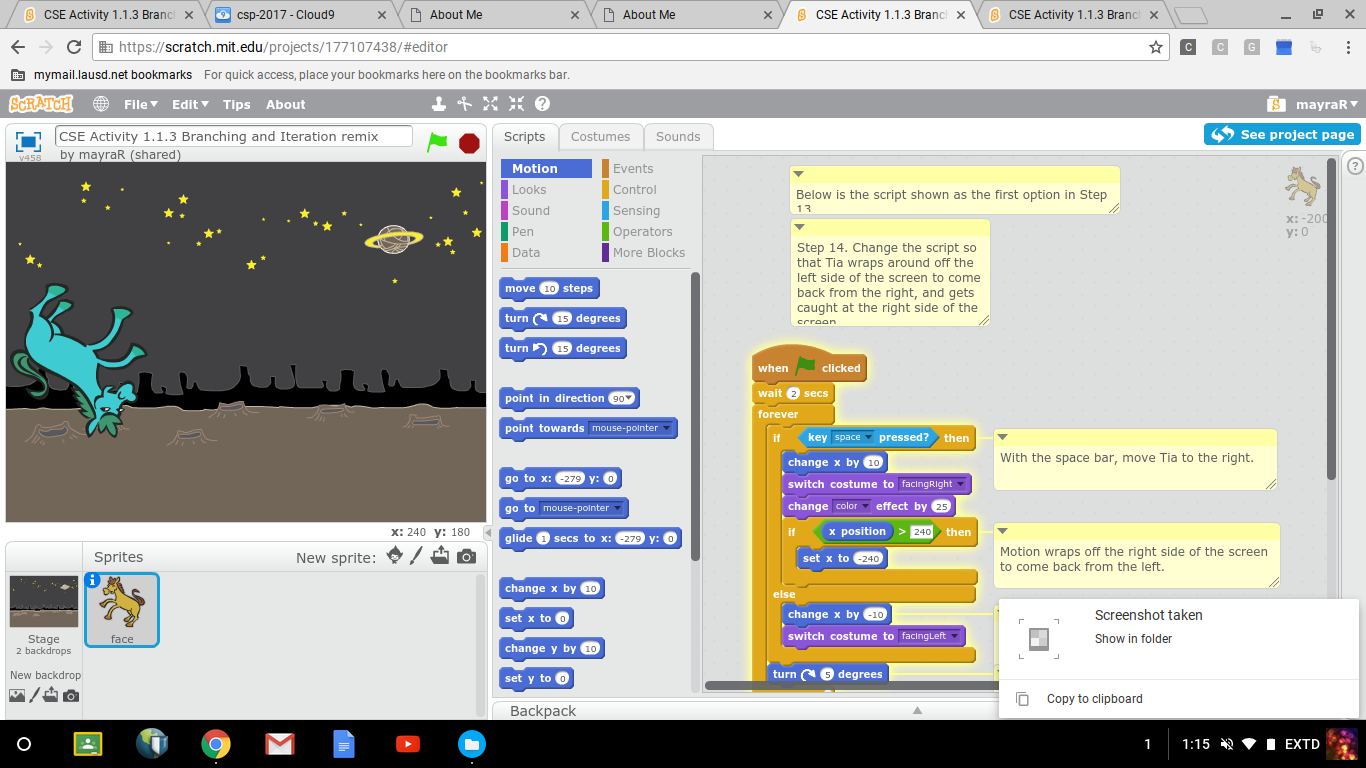 CSE Activity 1.1.3 Branch
csp-2017 - Cloud9
About Me
About Me
CSE Activity 1.1.3 Branc
CSE Activity 1.1.3 Branc
https://scratch.mit.edu/projects/177107438/#editor
C
C
G
mymail.lausd.net bookmarks For quick access, place your bookmarks here on the bookmarks bar.
SCRATCH File Edit Tips About mayraR
v458
CSE Activity 1.1.3 Branching and Iteration remix
by mayraR (shared)
x: 240 y: 180
Sprites New sprite:
Stage
2 backdrops
New backdrop
face
Scripts Costumes Sounds
See project page
Motion
Looks
Sound
Pen
Data
Events
Control
Sensing
Operators
More Blocks
move 10 steps
turn 15 degrees
turn 15 degrees
point in direction 90
point towards mouse-pointer
go to x: -279 y: 0
go to mouse-pointer
glide 1 secs to x: -279 y: 0
change x by 10
set x to 0
change y by 10
set y to 0
Below is the script shown as the first option in Step
13
Step 14. Change the script so
that Tia wraps around off the
left side of the screen to come
back from the right, and gets
caught at the right side of the
screen
x: -200
y: 0
when clicked
wait 2 secs
forever
if key space pressed? then
change x by 10
switch costume to facingRight
change color effect by 25
if x position > 240 then
set x to -240
else
change x by -10
switch costume to facingLeft
turn 5 degrees
With the space bar, move Tia to the right.
Motion wraps off the right side of the screen
to come back from the left.
Screenshot taken
Show in folder
Copy to clipboard
Backpack
1 1:15 EXTD